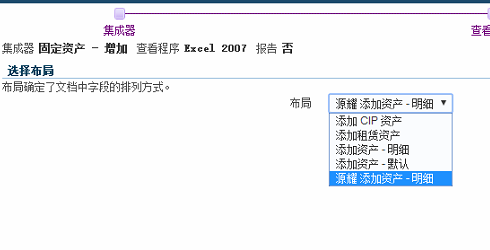 集成器
查看
集成器 固定资产 - 增加 查看程序 Excel 2007 报告 否
选择布局
布局确定了文档中字段的排列方式。
布局 源耀 添加资产 - 明细
添加 CIP 资产
添加租赁资产
添加资产 - 明细
添加资产 - 默认
源耀 添加资产 - 明细